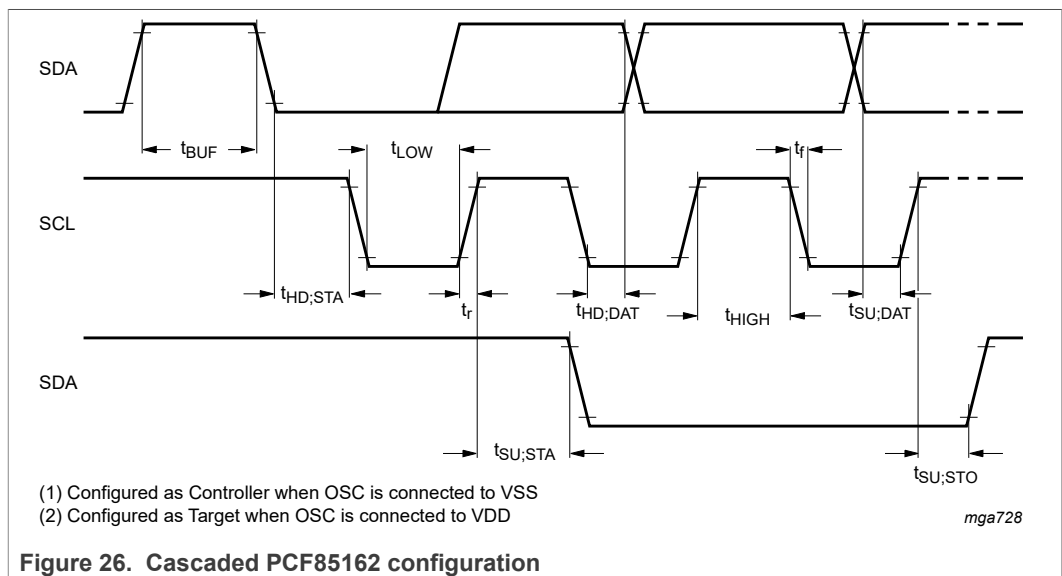 SDA
tBUF
tLOW
tf
SCL
tHD;STA
tr
tHD;DAT
tHIGH
tSU;DAT
SDA
tSU;STA
tSU;STO
(1) Configured as Controller when OSC is connected to VSS
(2) Configured as Target when OSC is connected to VDD
mga728
Figure 26. Cascaded PCF85162 configuration